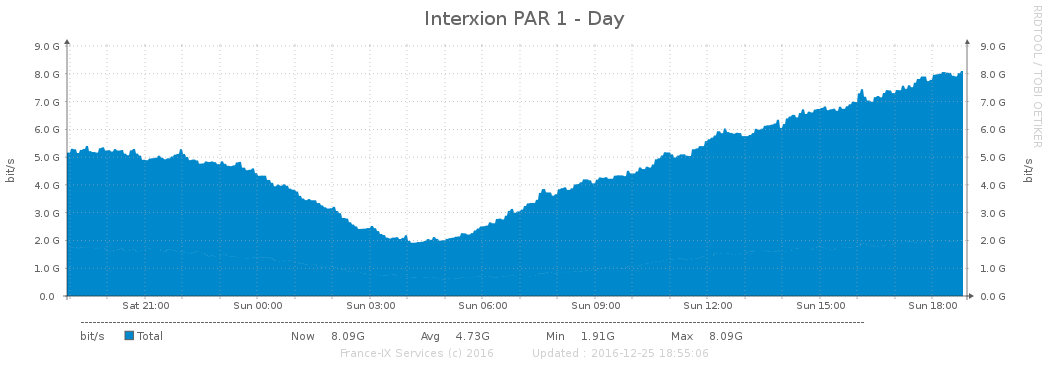 Interxion PAR 1 - Day
RRDTOOL / TOBI OETIKER
bit/s
9.0 G 9.0 G
8.0 G 8.0 G
7.0 G 7.0 G
6.0 G 6.0 G
5.0 G 5.0 G
4.0 G 4.0 G
3.0 G 3.0 G
2.0 G 2.0 G
1.0 G 1.0 G
0.0 0.0 G
bit/s
Sat 21:00 Sun 00:00 Sun 03:00 Sun 06:00 Sun 09:00 Sun 12:00 Sun 15:00 Sun 18:00
bit/s Total Now 8.09G Avg 4.73G Min 1.91G Max 8.09G
France-IX Services (c) 2016 Updated : 2016-12-25 18:55:06